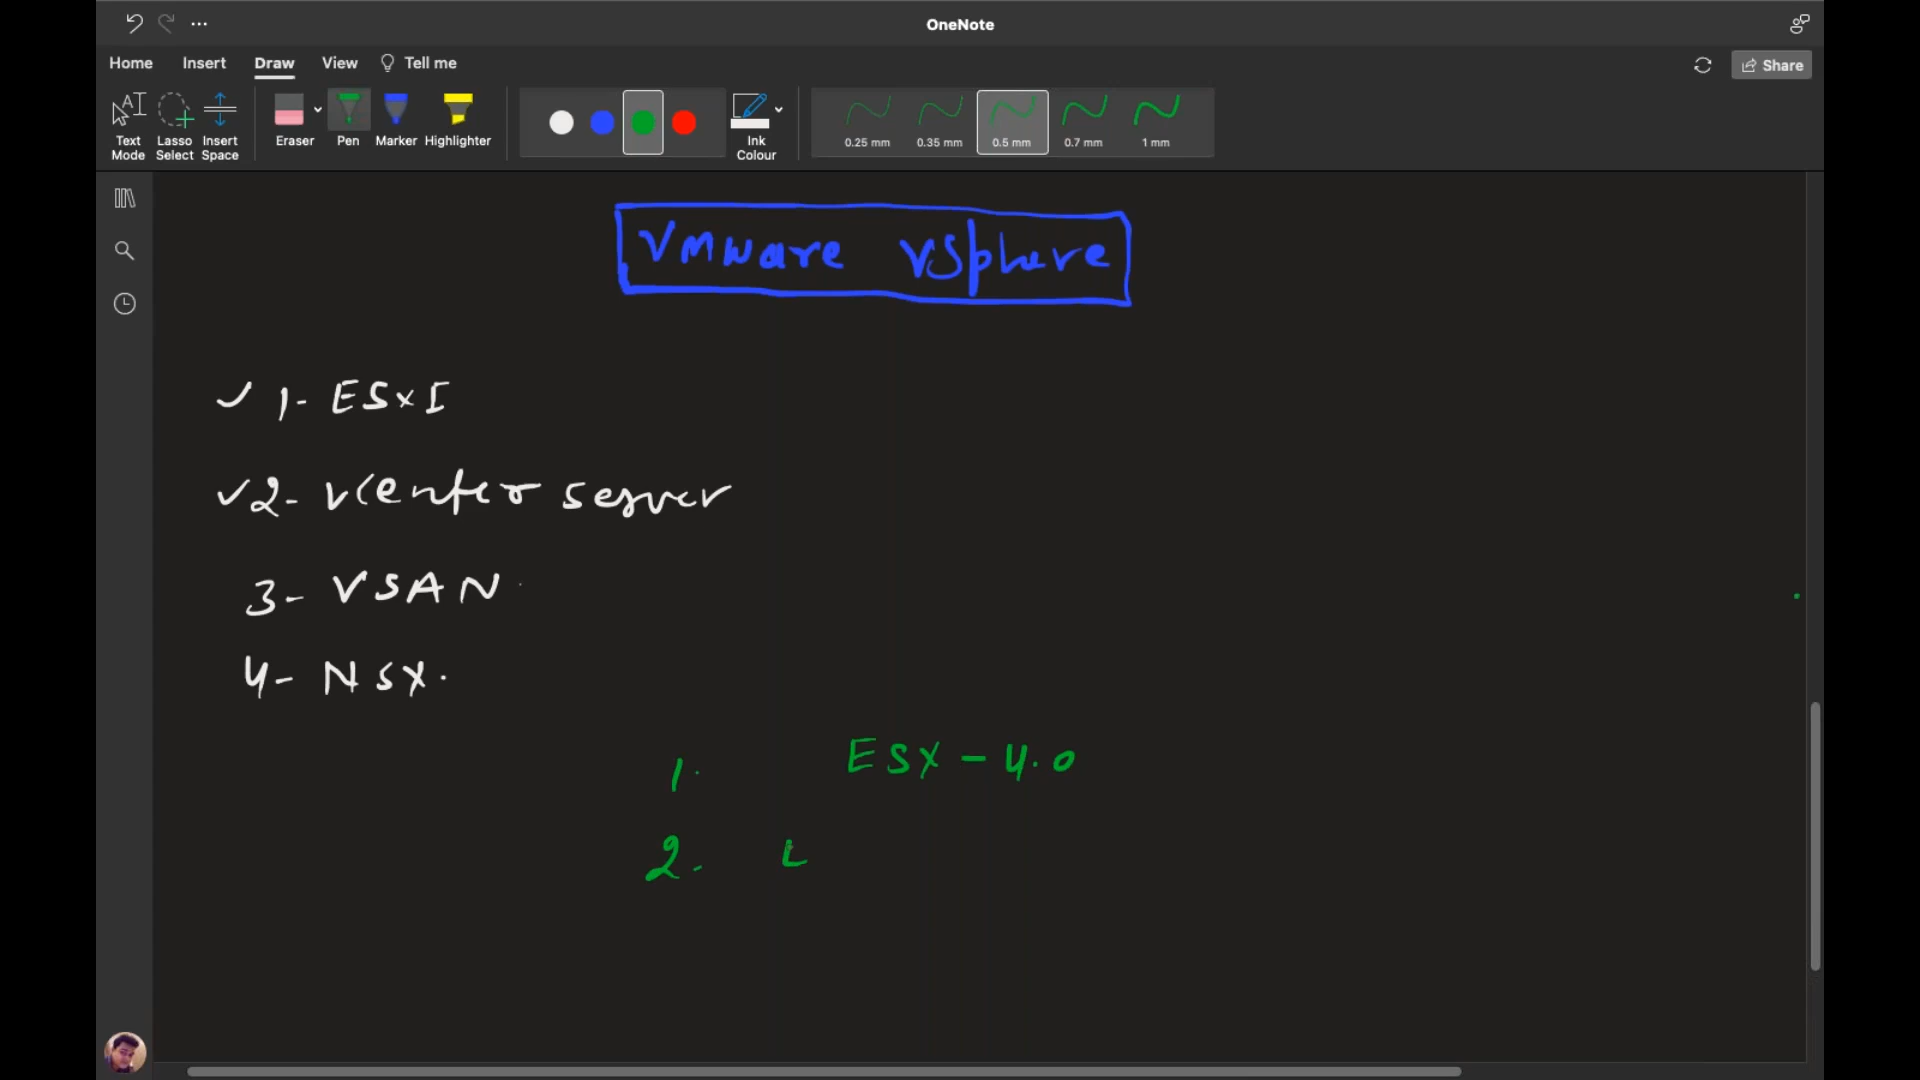 OneNote
Home Insert Draw View Tell me
Share
Text Mode Lasso Select Insert Space Eraser Pen Marker Highlighter Ink Colour 0.25 mm 0.35 mm 0.5 mm 0.7 mm 1 mm
VMware vSphere
✓ 1- ESXI
✓ 2- vCenter server
3- VSAN
4- NSX.
1. ESX - 4.0
2. L